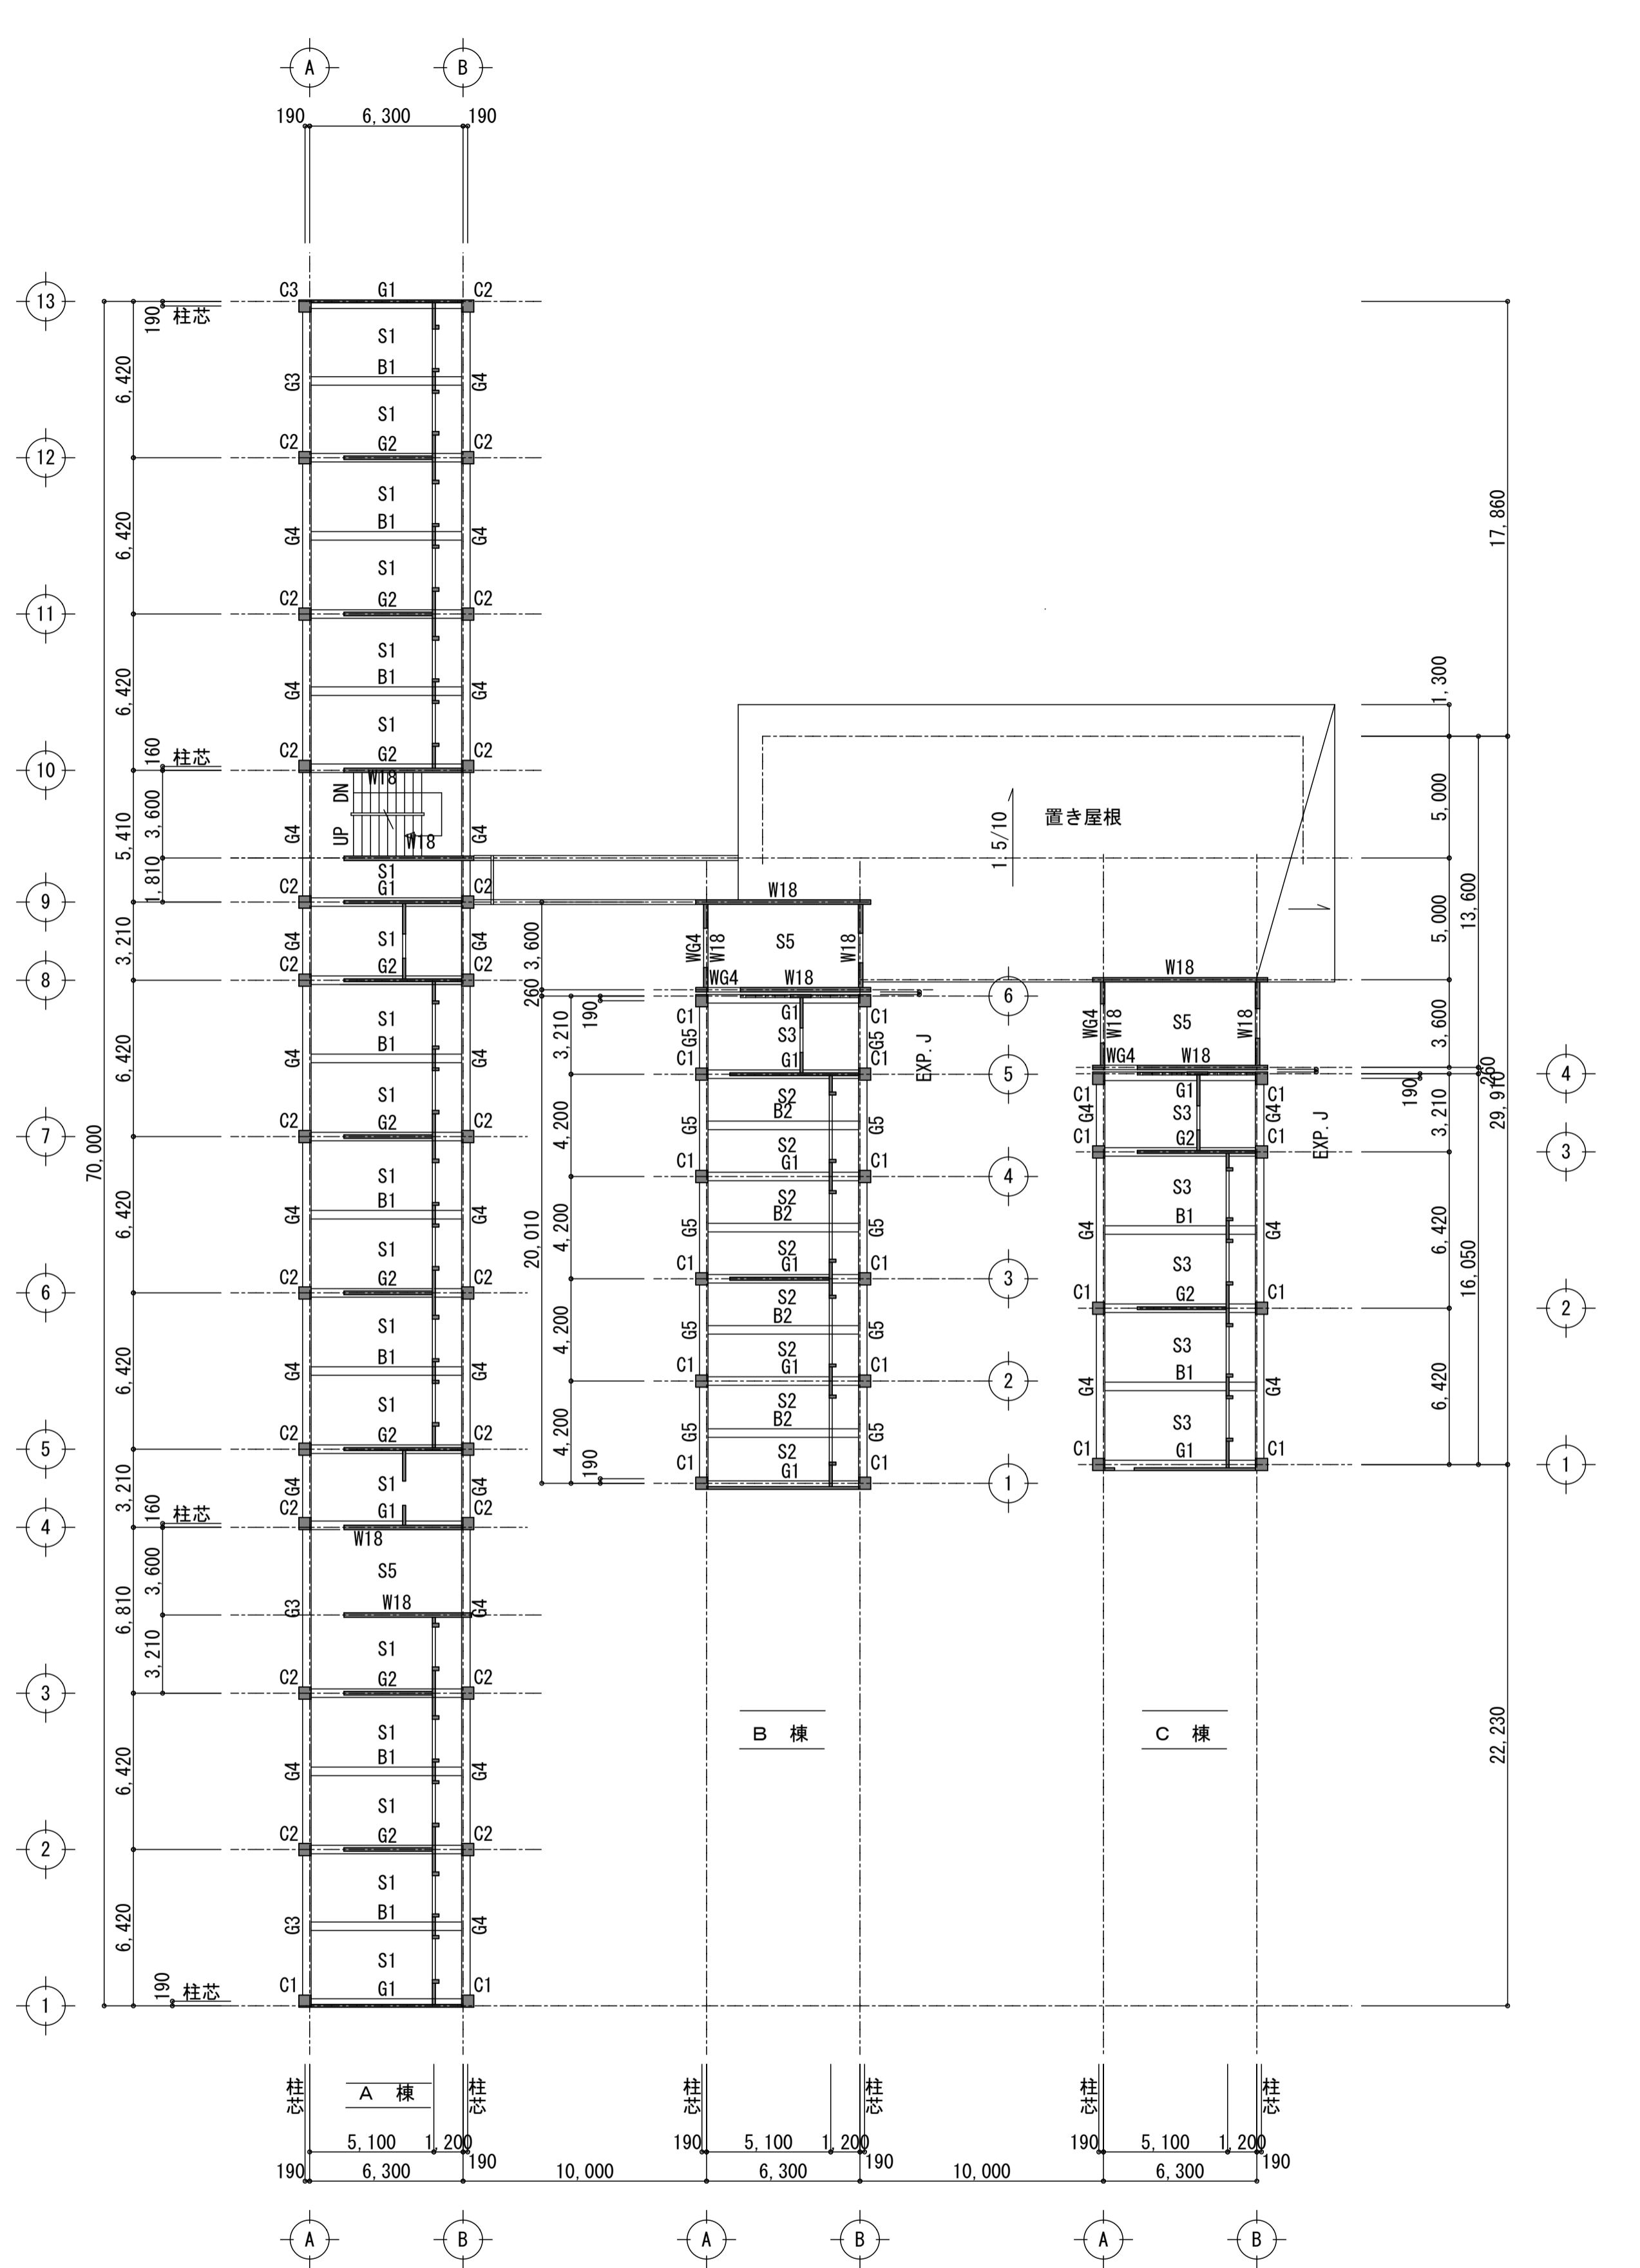 A B
190 6,300 190
13 C3 G1 C2
190 柱芯
S1
6,420 G3 B1 G4
S1
12 C2 G2 C2
S1
6,420 G4 B1 G4
S1
11 C2 G2 C2
S1
6,420 G4 B1 G4
S1
160 柱芯
10 C2 G2 C2
W18
DN
5,410 3,600 G4 UP W18 G4
1,810 S1
9 C2 G1 C2
3,210 G4 S1 G4
8 C2 G2 C2
S1
6,420 G4 B1 G4
S1
7 C2 G2 C2
S1
6,420 G4 B1 G4
S1
6 C2 G2 C2
S1
6,420 G4 B1 G4
S1
5 C2 G2 C2
3,210 G4 S1 G4
160 柱芯
4 C2 G1 C2
W18
3,600 S5
6,810 G3 W18 G4
3,210 S1
3 C2 G2 C2
S1
6,420 G4 B1 G4
S1
2 C2 G2 C2
S1
6,420 G3 B1 G4
S1
190 柱芯
1 C1 G1 C1
70,000
置き屋根
1.5/10
W18
3,600 WG4 W18 S5 W18
WG4 W18
260
190
6
C1 G1 C1
3,210 G5 S3 G5
C1 G1 C1
5
EXP.J
S2
4,200 G5 B2 G5
S2
C1 G1 C1
4
S2
4,200 G5 B2 G5
S2
C1 G1 C1
3
S2
4,200 G5 B2 G5
S2
C1 G1 C1
2
S2
4,200 G5 B2 G5
S2
190
C1 G1 C1
1
20,010
W18
WG4 W18 S5 W18
WG4 W18
C1 G1 C1
G4 S3 G4
C1 G2 C1
EXP.J
S3
G4 B1 G4
S3
C1 G2 C1
S3
G4 B1 G4
S3
C1 G1 C1
1,300
5,000
5,000
3,600
260
190
3,210
6,420
6,420
13,600
16,050
17,860
29,910
22,230
4
3
2
1
B 棟
C 棟
A 棟
柱芯 柱芯 柱芯 柱芯 柱芯 柱芯
5,100 1,200 190 5,100 1,200 190 5,100 1,200
190 6,300 190 10,000 6,300 190 10,000 6,300 190
A B A B A B